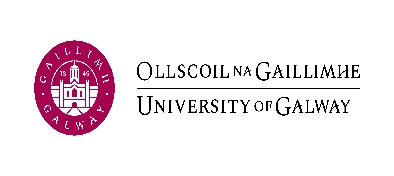 GAILLIMH
18 45
GALWAY
OLLSCOIL NA GAILLIMHE
UNIVERSITY OF GALWAY